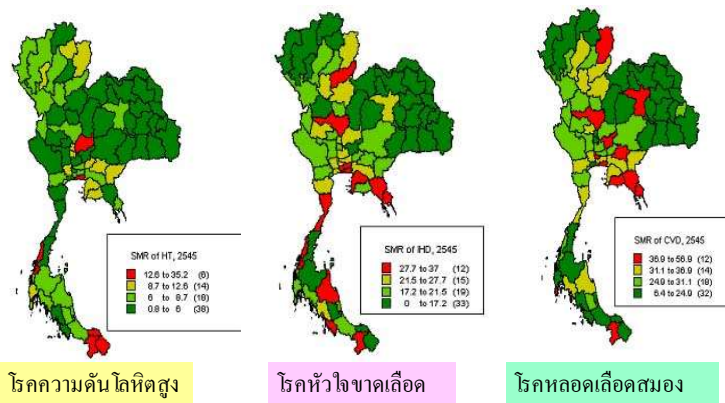 SMR of HT, 2545
12.6 to 35.2 (6)
8.7 to 12.6 (14)
6 to 8.7 (18)
0.8 to 6 (38)
SMR of IHD, 2545
27.7 to 37 (12)
21.5 to 27.7 (15)
17.2 to 21.5 (19)
0 to 17.2 (33)
SMR of CVD, 2545
36.9 to 56.9 (12)
31.1 to 36.9 (14)
24.9 to 31.1 (18)
6.4 to 24.9 (32)
โรคความดันโลหิตสูง
โรคหัวใจขาดเลือด
โรคหลอดเลือดสมอง